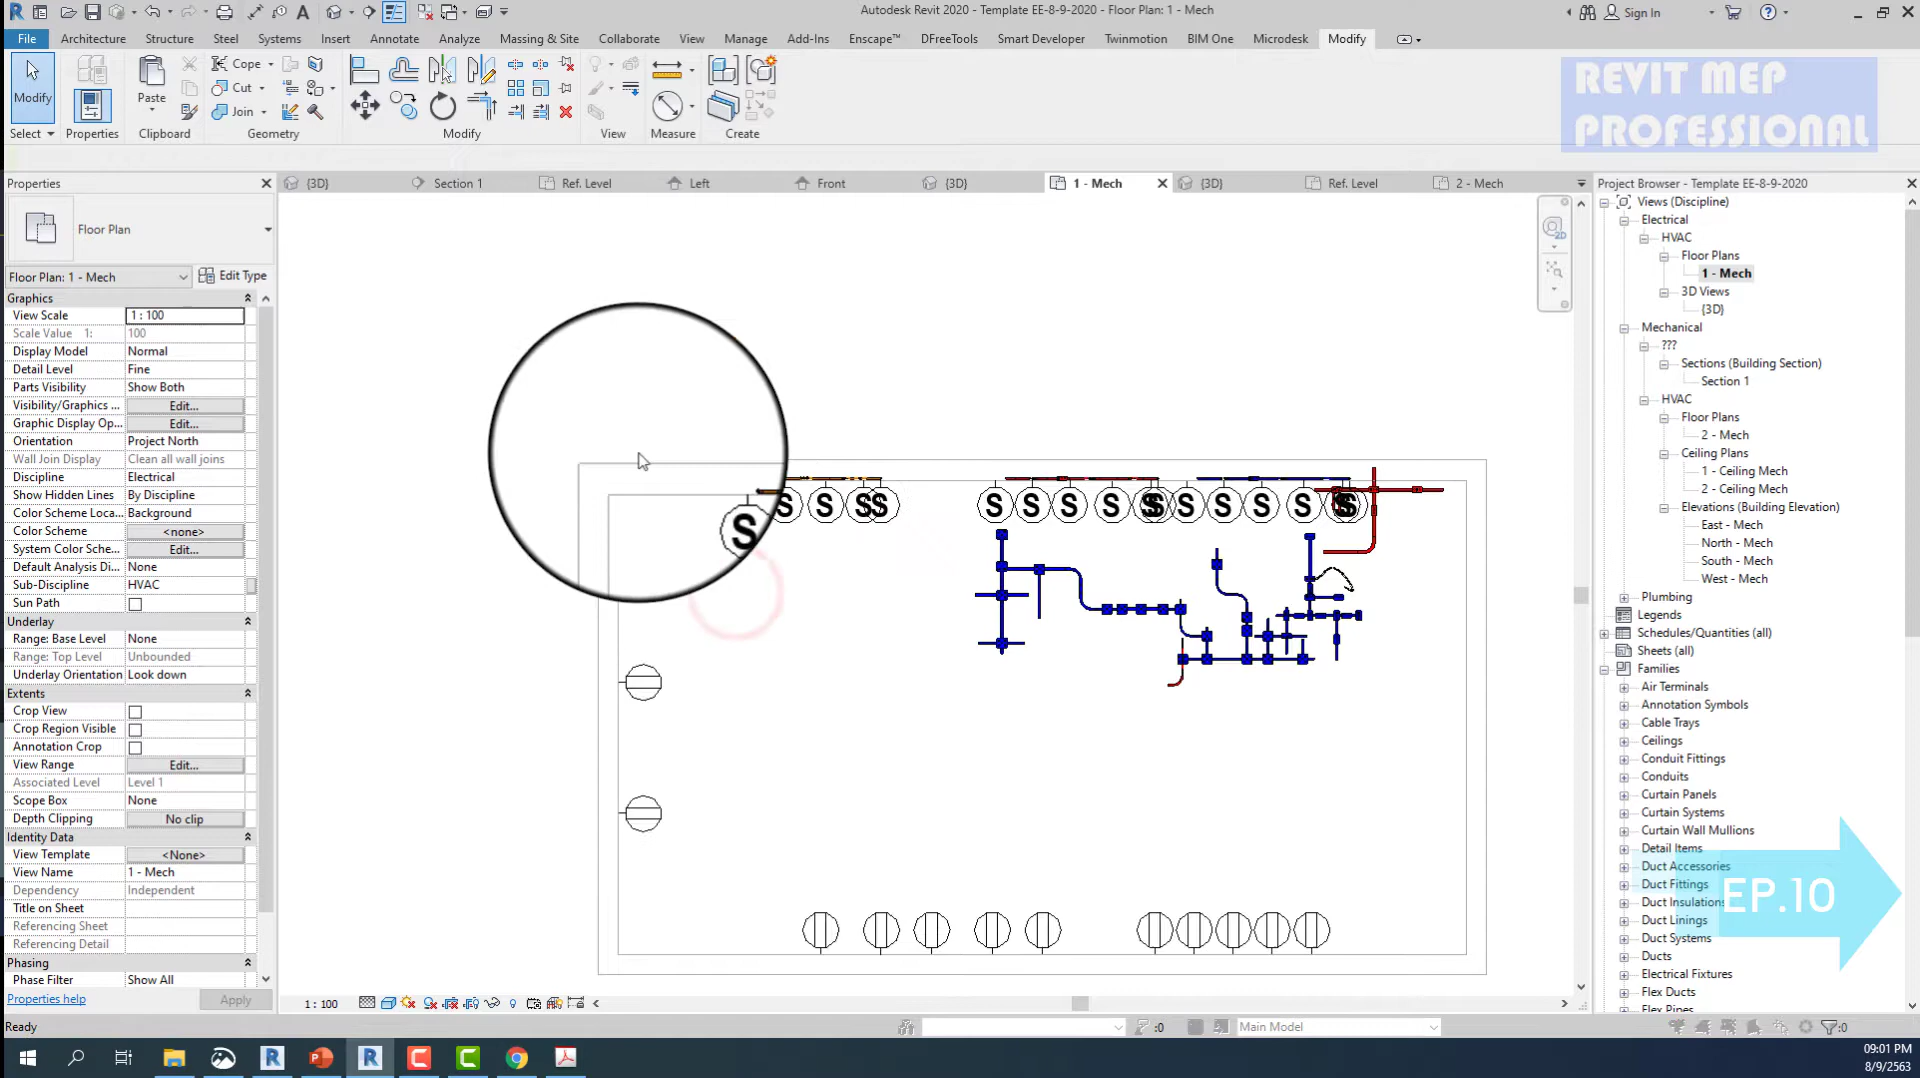 Autodesk Revit 2020 - Template EE-8-9-2020 - Floor Plan: 1 - Mech
Sign In
File Architecture Structure Steel Systems Insert Annotate Analyze Massing & Site Collaborate View Manage Add-Ins Enscape™ DFreeTools Smart Developer Twinmotion BIM One Microdesk Modify
Modify
Paste
Cope
Cut
Join
Select Properties Clipboard Geometry Modify View Measure Create
REVIT MEP
PROFESSIONAL
Properties
{3D} Section 1 Ref. Level Left Front {3D} 1 - Mech {3D} Ref. Level 2 - Mech
Floor Plan
Floor Plan: 1 - Mech Edit Type
Graphics
View Scale 1 : 100
Scale Value 1: 100
Display Model Normal
Detail Level Fine
Parts Visibility Show Both
Visibility/Graphics ... Edit...
Graphic Display Op... Edit...
Orientation Project North
Wall Join Display Clean all wall joins
Discipline Electrical
Show Hidden Lines By Discipline
Color Scheme Loca... Background
Color Scheme <none>
System Color Sche... Edit...
Default Analysis Di... None
Sub-Discipline HVAC
Sun Path
Underlay
Range: Base Level None
Range: Top Level Unbounded
Underlay Orientation Look down
Extents
Crop View
Crop Region Visible
Annotation Crop
View Range Edit...
Associated Level Level 1
Scope Box None
Depth Clipping No clip
Identity Data
View Template <None>
View Name 1 - Mech
Dependency Independent
Title on Sheet
Referencing Sheet
Referencing Detail
Phasing
Phase Filter Show All
Properties help Apply
2D
S S S S S
S S S S S S S S S S
Project Browser - Template EE-8-9-2020
Views (Discipline)
Electrical
HVAC
Floor Plans
1 - Mech
3D Views
{3D}
Mechanical
???
Sections (Building Section)
Section 1
HVAC
Floor Plans
2 - Mech
Ceiling Plans
1 - Ceiling Mech
2 - Ceiling Mech
Elevations (Building Elevation)
East - Mech
North - Mech
South - Mech
West - Mech
Plumbing
Legends
Schedules/Quantities (all)
Sheets (all)
Families
Air Terminals
Annotation Symbols
Cable Trays
Ceilings
Conduit Fittings
Conduits
Curtain Panels
Curtain Systems
Curtain Wall Mullions
Detail Items
Duct Accessories
Duct Fittings
Duct Insulations
Duct Linings
Duct Systems
Ducts
Electrical Fixtures
Flex Ducts
Flex Pipes
EP.10
1 : 100
Ready
:0
Main Model
:0
09:01 PM
8/9/2563